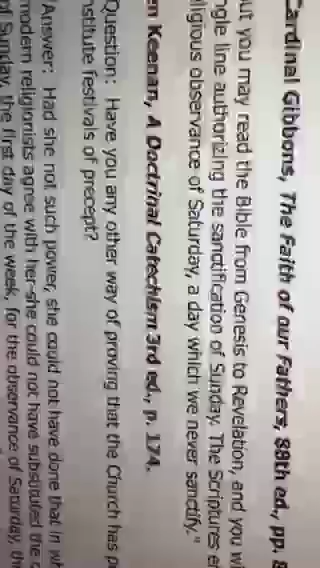 Cardinal Gibbons, The Faith of our Fathers, 88th ed., pp.
ut you may read the Bible from Genesis to Revelation, and you w
ngle line authorizing the sanctification of Sunday. The Scriptures e
ligious observance of Saturday, a day which we never sanctify."
en Keenan, A Doctrinal Catechism 3rd ed., p. 174.
Question: Have you any other way of proving that the Church has p
nstitute festivals of precept?
Answer: Had she not such power, she could not have done that in wh
modern religionists agree with her-she could not have substituted the
of Sunday, the first day of the week, for the observance of Saturday, th